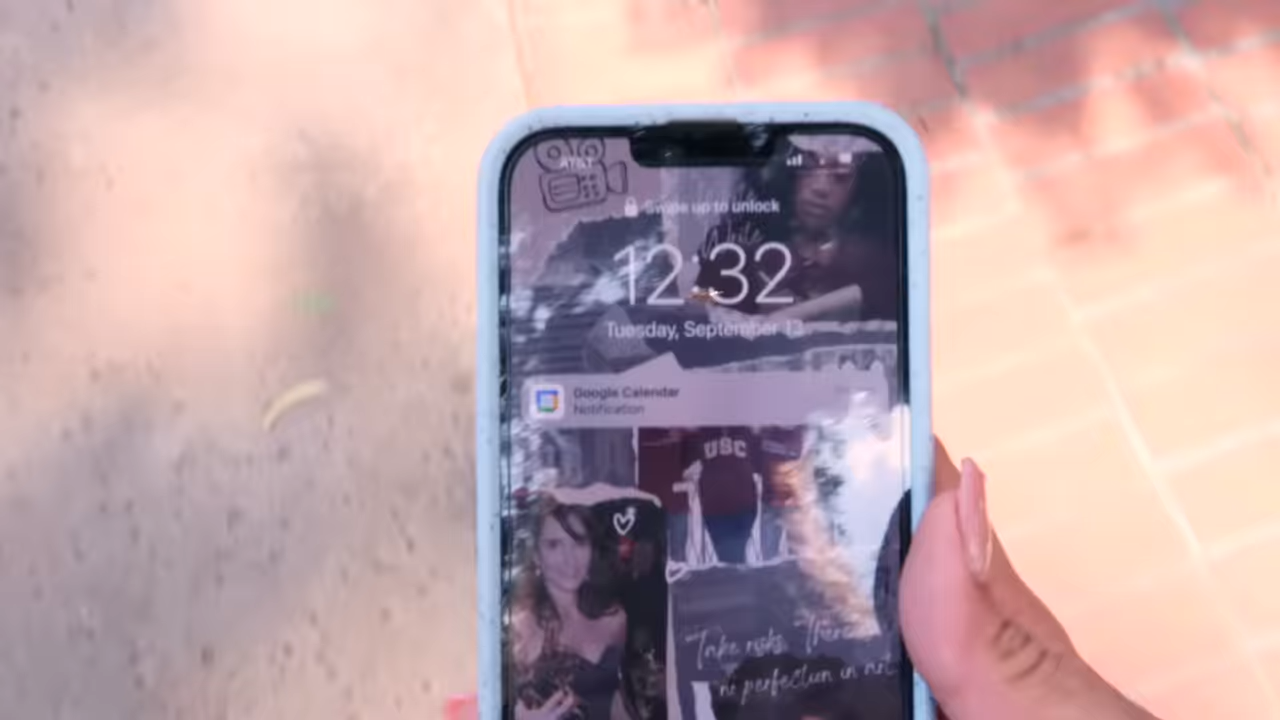 AT&T
Swipe up to unlock
Write
12:32
Tuesday, September 13
Google Calendar
Notification
USC
"Take risks. There
no perfection in not